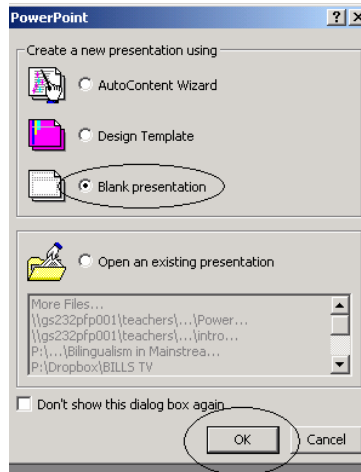 PowerPoint
Create a new presentation using
AutoContent Wizard
Design Template
Blank presentation
Open an existing presentation
More Files...
\\gs232pfp001\teachers\...\Power...
\\gs232pfp001\teachers\...\intro...
P:\...\Bilingualism in Mainstrea...
P:\Dropbox\BILLS TV
Don't show this dialog box again
OK Cancel